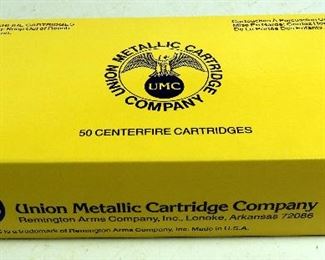 UNION METALLIC CARTRIDGE
UMC
COMPANY
50 CENTERFIRE CARTRIDGES
Union Metallic Cartridge Company
Remington Arms Company, Inc., Lonoke, Arkansas 72086
is a trademark of Remington Arms Company, Inc. Made in U.S.A.